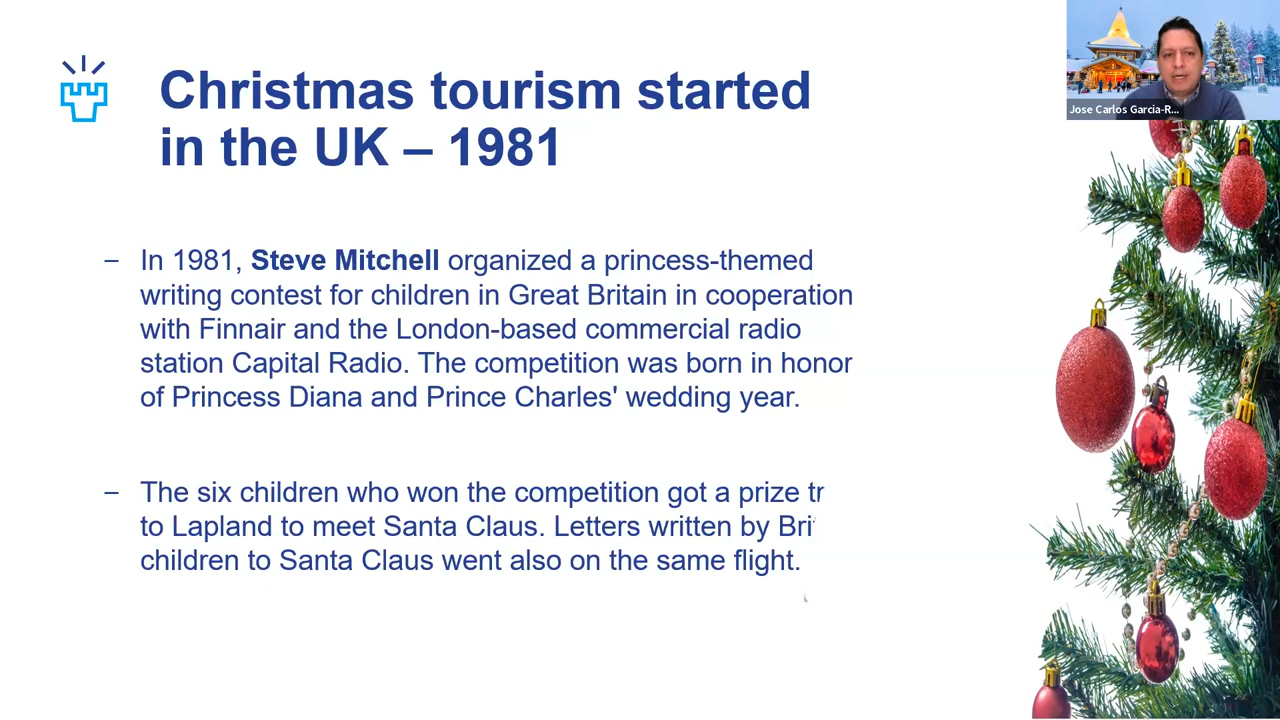 Christmas tourism started
in the UK – 1981
– In 1981, Steve Mitchell organized a princess-themed
writing contest for children in Great Britain in cooperation
with Finnair and the London-based commercial radio
station Capital Radio. The competition was born in honor
of Princess Diana and Prince Charles' wedding year.
– The six children who won the competition got a prize tr
to Lapland to meet Santa Claus. Letters written by Bri
children to Santa Claus went also on the same flight.
Jose Carlos Garcia-R...